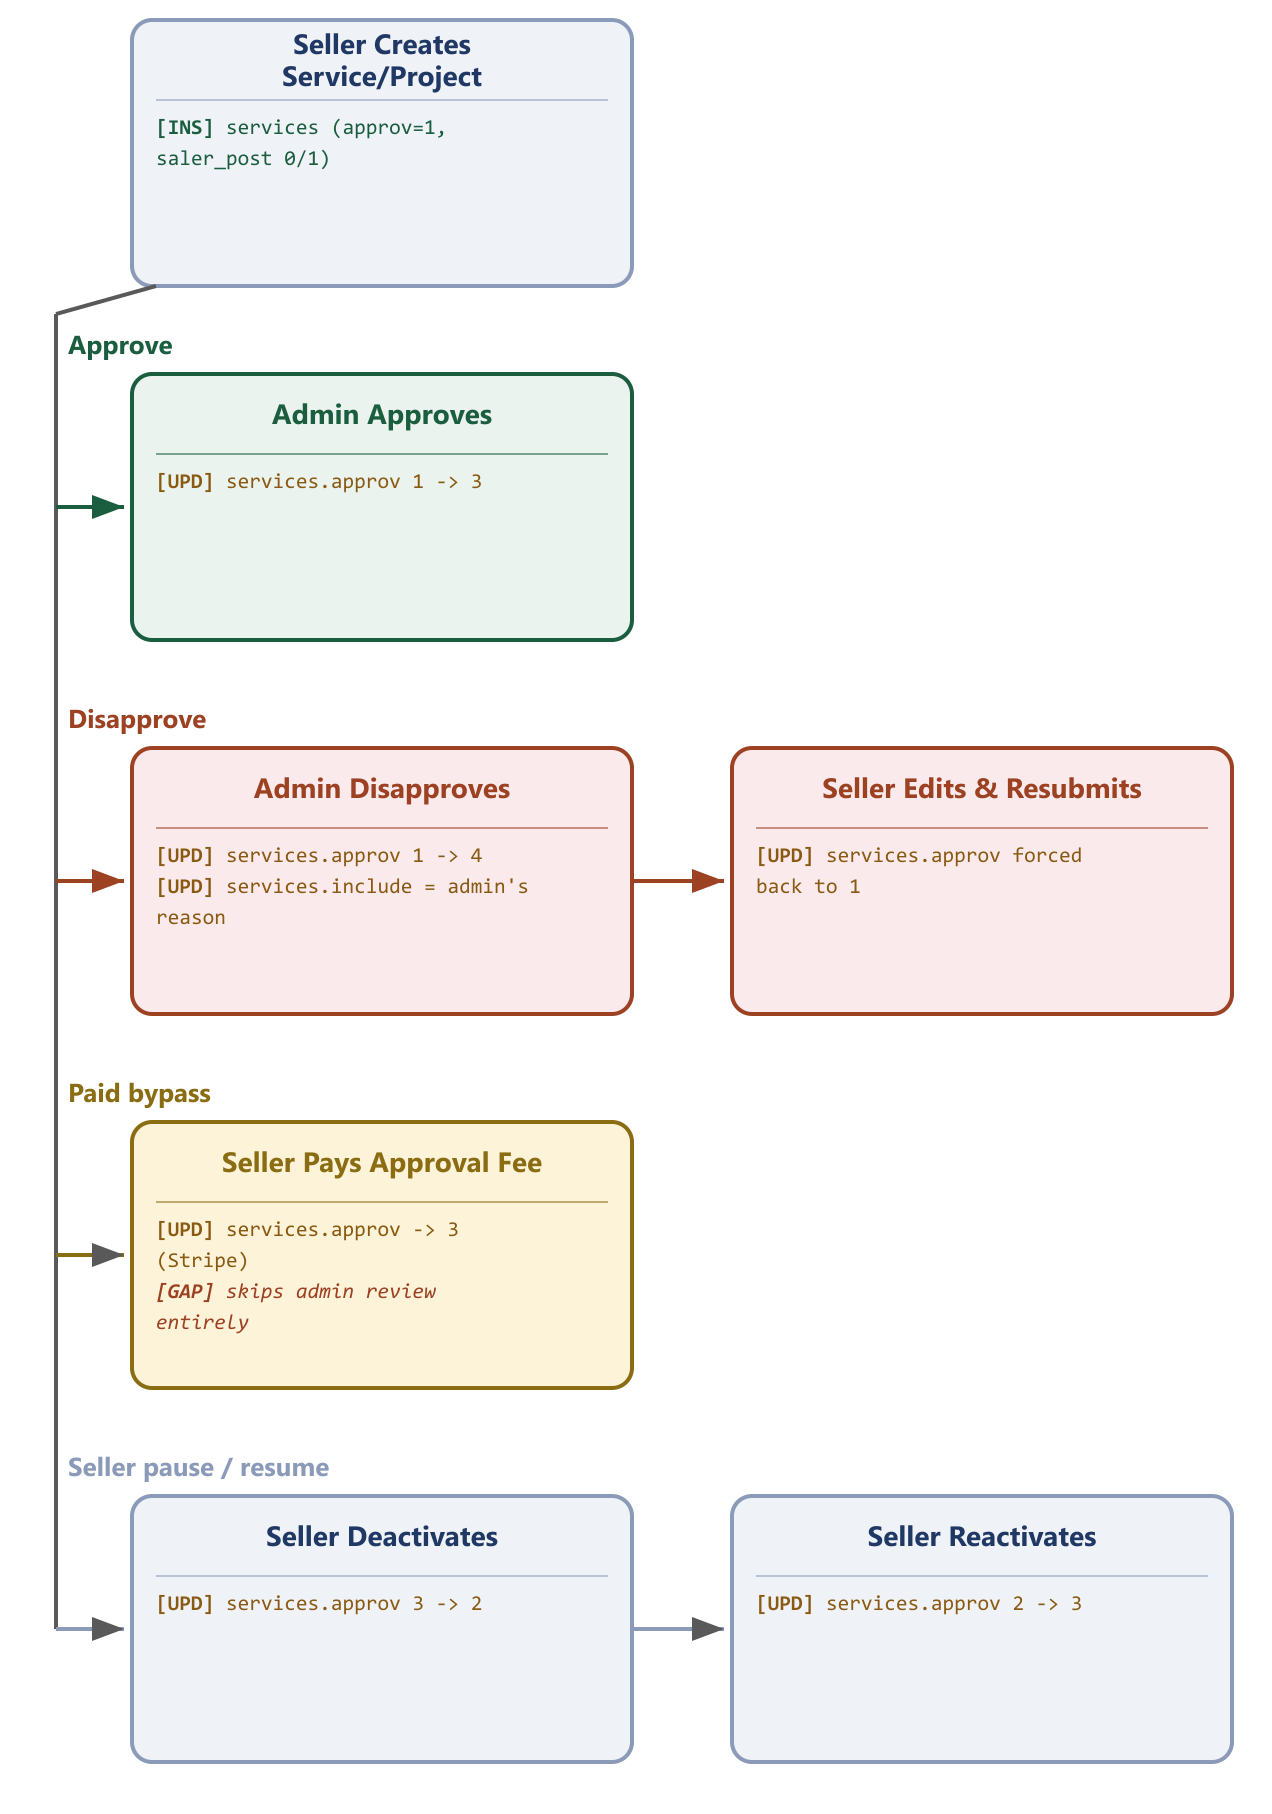 Seller Creates
Service/Project
[INS] services (approv=1,
saler_post 0/1)
Approve
Admin Approves
[UPD] services.approv 1 -> 3
Disapprove
Admin Disapproves
[UPD] services.approv 1 -> 4
[UPD] services.include = admin's
reason
Seller Edits & Resubmits
[UPD] services.approv forced
back to 1
Paid bypass
Seller Pays Approval Fee
[UPD] services.approv -> 3
(Stripe)
[GAP] skips admin review
entirely
Seller pause / resume
Seller Deactivates
[UPD] services.approv 3 -> 2
Seller Reactivates
[UPD] services.approv 2 -> 3